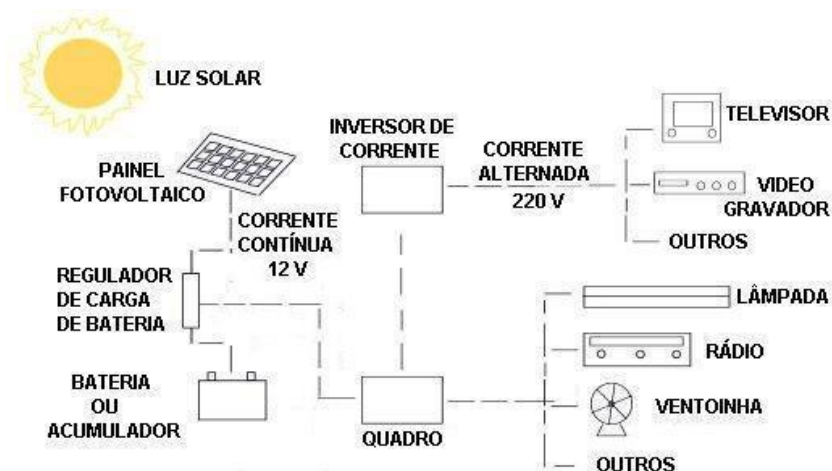 LUZ SOLAR
PAINEL
FOTOVOLTAICO
CORRENTE
CONTÍNUA
12 V
REGULADOR
DE CARGA
DE BATERIA
BATERIA
OU
ACUMULADOR
INVERSOR DE
CORRENTE
CORRENTE
ALTERNADA
220 V
TELEVISOR
VIDEO
GRAVADOR
OUTROS
QUADRO
LÂMPADA
RÁDIO
VENTOINHA
OUTROS